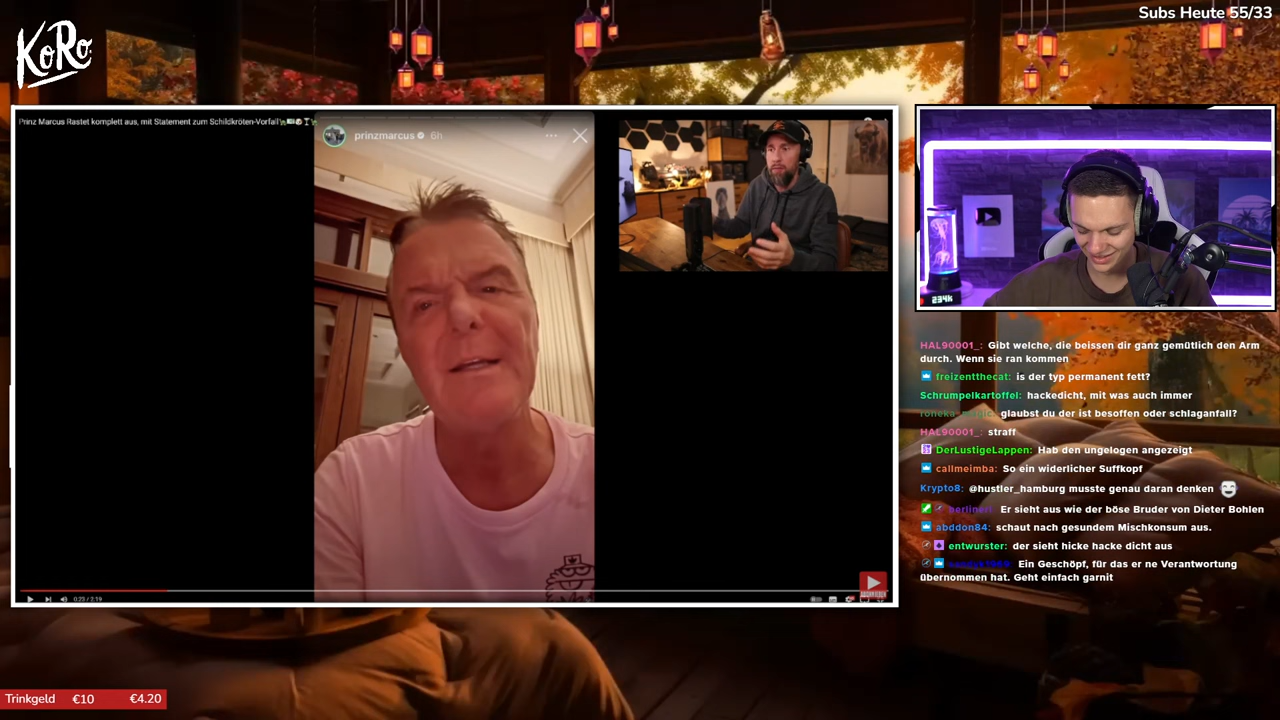 Subs Heute 55/33
KoRo
Prinz Marcus Rastet komplett aus, mit Statement zum Schildkröten-Vorfall
prinzmarcus 6h
234k
HAL90001_: Gibt welche, die beissen dir ganz gemütlich den Arm
durch. Wenn sie ran kommen
freizentthecat: is der typ permanent fett?
Schrumpelkartoffel: hackedicht, mit was auch immer
glaubst du der ist besoffen oder schlaganfall?
HAL90001_: straff
DerLustigeLappen: Hab den ungelogen angezeigt
callmeimba: So ein widerlicher Suffkopf
Krypto8: @hustler_hamburg musste genau daran denken
Er sieht aus wie der böse Bruder von Dieter Bohlen
abddon84: schaut nach gesundem Mischkonsum aus.
entwurster: der sieht hicke hacke dicht aus
Ein Geschöpf, für das er ne Verantwortung
übernommen hat. Geht einfach garnit
0:23 / 2:19
Trinkgeld €10 €4.20